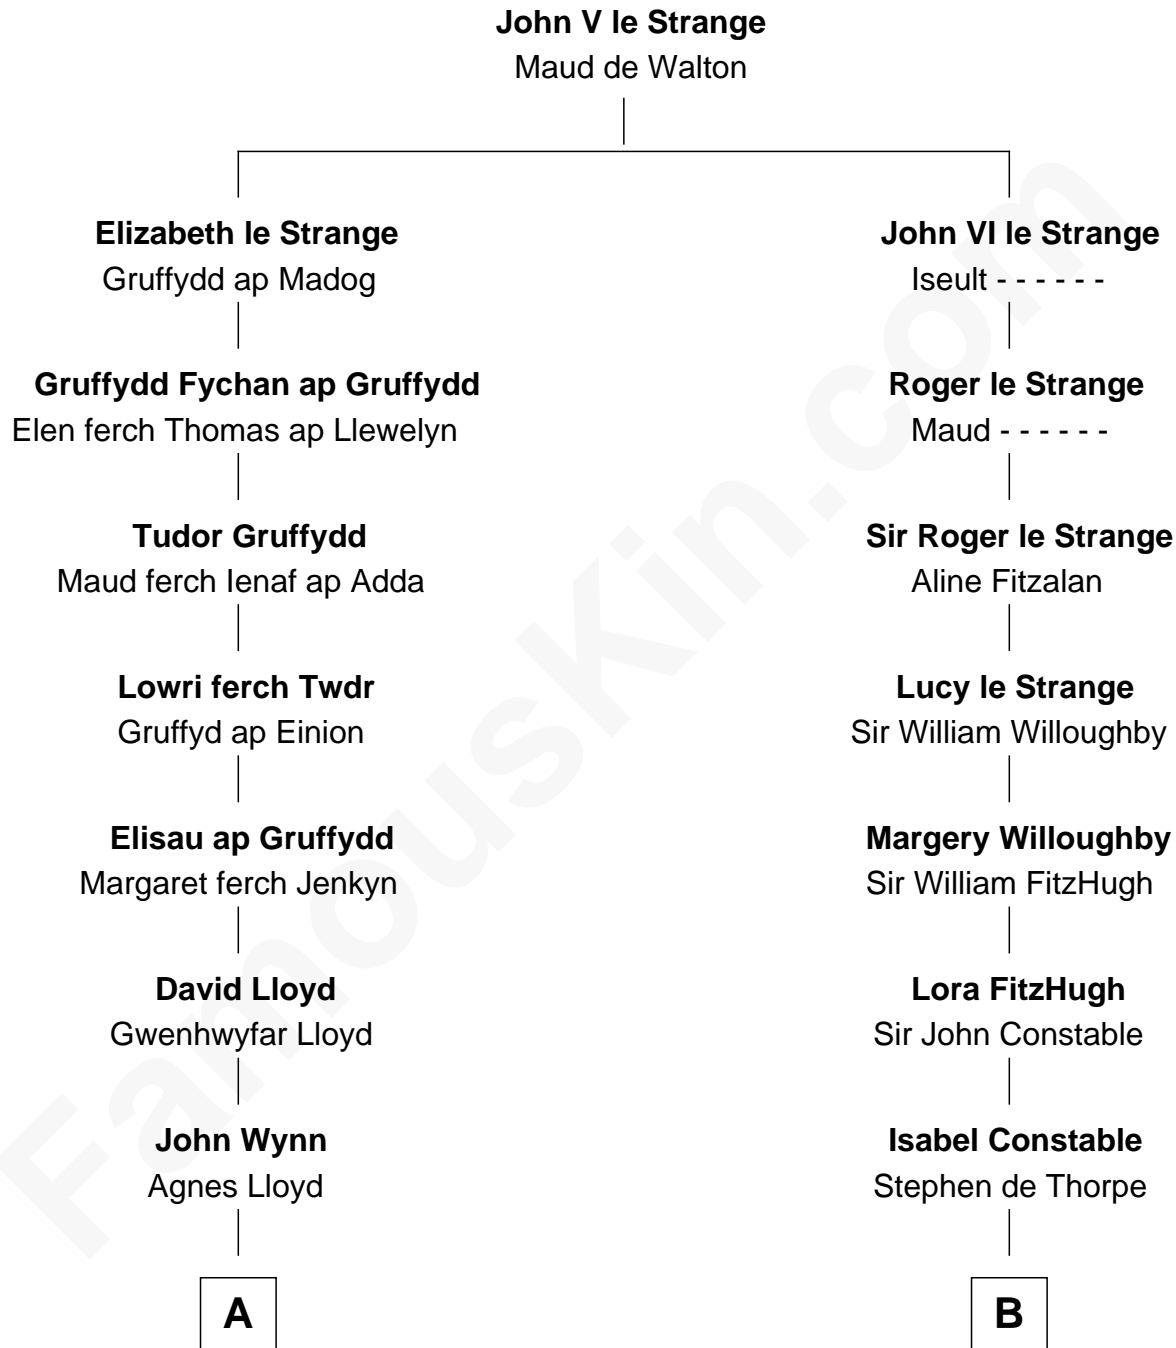 John V le Strange
Maud de Walton
Elizabeth le Strange
Gruffydd ap Madog
John VI le Strange
Iseult - - - - - -
Gruffydd Fychan ap Gruffydd
Elen ferch Thomas ap Llewelyn
Roger le Strange
Maud - - - - - -
Tudor Gruffydd
Maud ferch Ienaf ap Adda
Sir Roger le Strange
Aline Fitzalan
Lowri ferch Twdr
Gruffyd ap Einion
Lucy le Strange
Sir William Willoughby
Elisau ap Gruffydd
Margaret ferch Jenkyn
Margery Willoughby
Sir William FitzHugh
David Lloyd
Gwenhwyfar Lloyd
Lora FitzHugh
Sir John Constable
John Wynn
Agnes Lloyd
Isabel Constable
Stephen de Thorpe
A
B
FamousKin.com